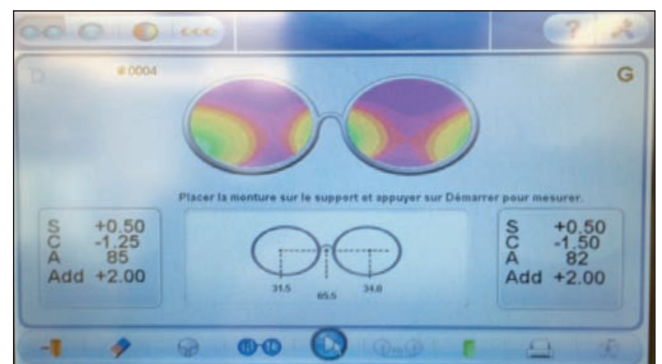 ?
D #0004 G
Placer la monture sur le support et appuyer sur Démarrer pour mesurer.
S +0.50
C -1.25
A 85
Add +2.00
31.5 65.5 34.0
S +0.50
C -1.50
A 82
Add +2.00